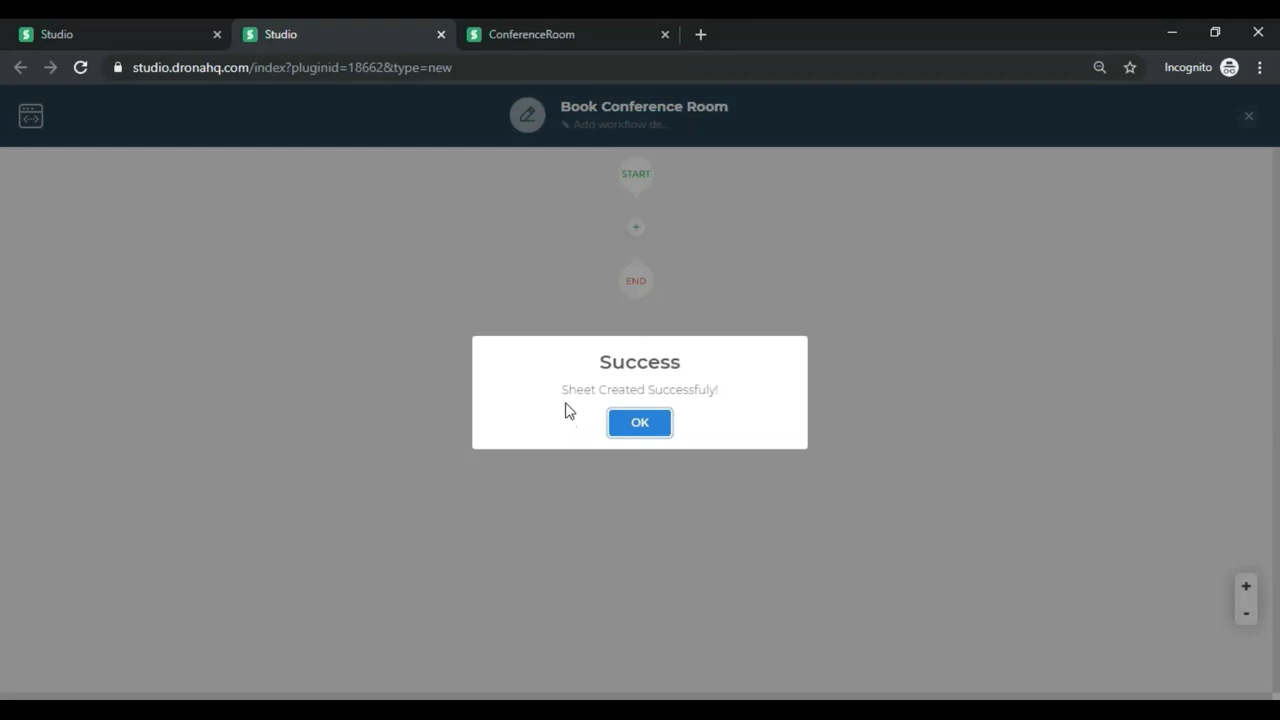 Studio
Studio
ConferenceRoom
studio.dronahq.com/index?pluginid=18662&type=new
Incognito
Book Conference Room
Add workflow de...
START
+
END
Success
Sheet Created Successfuly!
OK
+
-